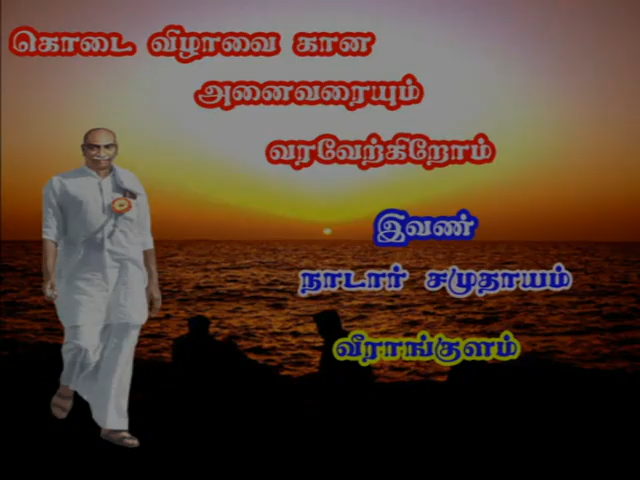 கொடை விழாவை கான
அனைவரையும்
வரவேற்கிறோம்
இவண்
நாடார் சமுதாயம்
வீராங்குளம்